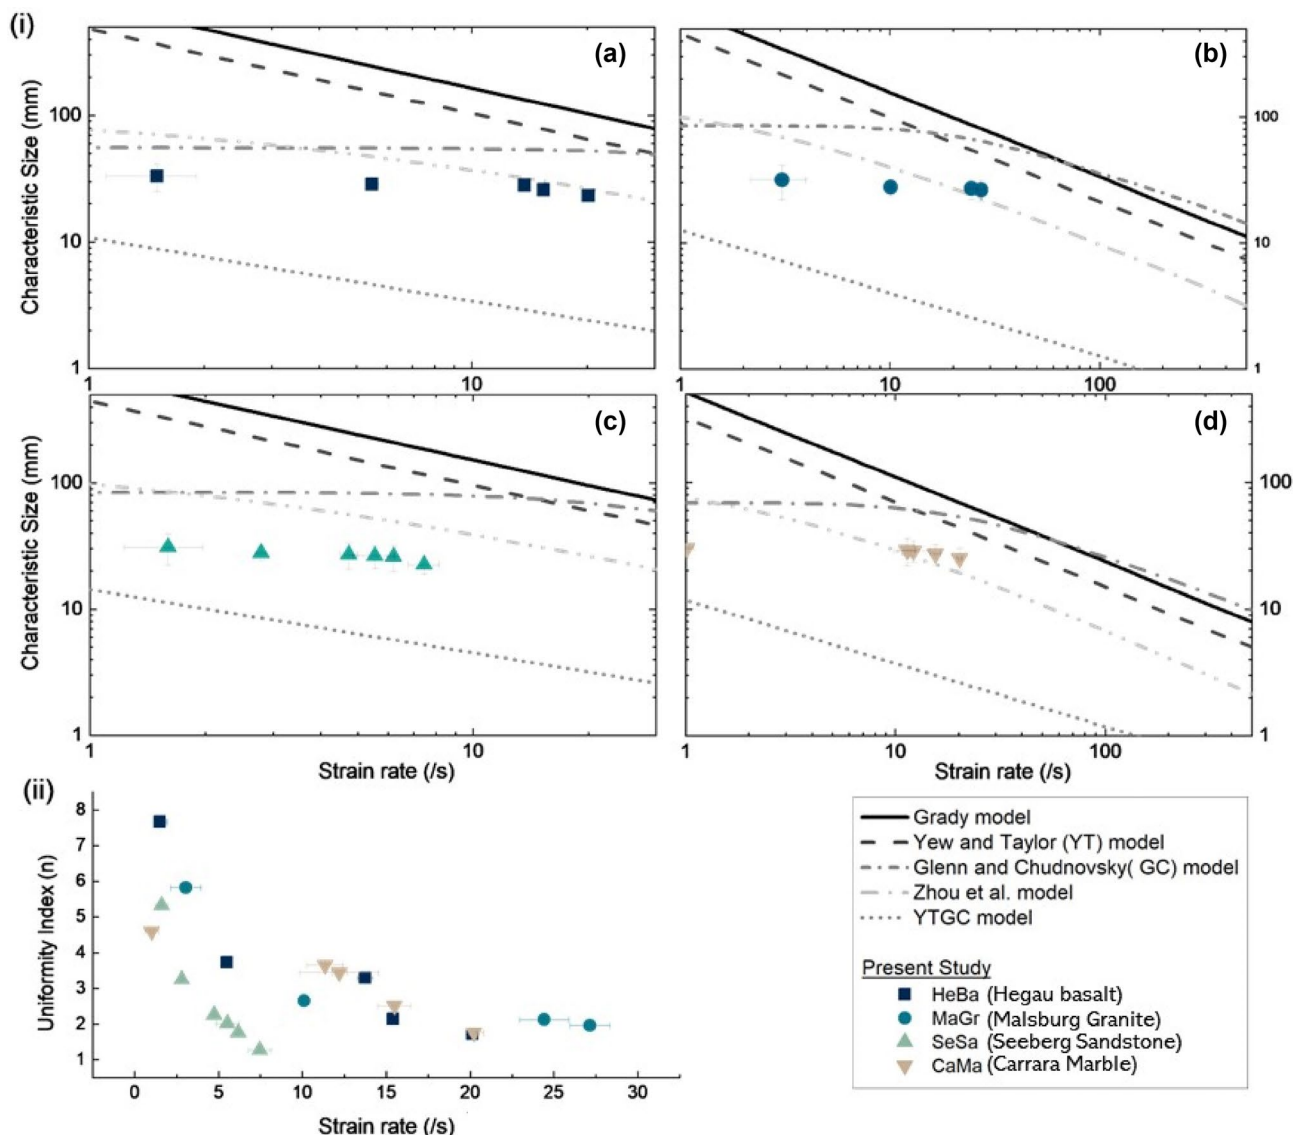 (i)
(a)
(b)
Characteristic Size (mm)
100
10
1
1
10
100
10
1
1
10
100
(c)
(d)
Characteristic Size (mm)
100
10
1
1
10
Strain rate (/s)
100
10
1
1
10
100
Strain rate (/s)
(ii)
Uniformity Index (n)
8
7
6
5
4
3
2
1
0
5
10
15
20
25
30
Strain rate (/s)
Grady model
Yew and Taylor (YT) model
Glenn and Chudnovsky( GC) model
Zhou et al. model
YTGC model
Present Study
HeBa (Hegau basalt)
MaGr (Malsburg Granite)
SeSa (Seeberg Sandstone)
CaMa (Carrara Marble)